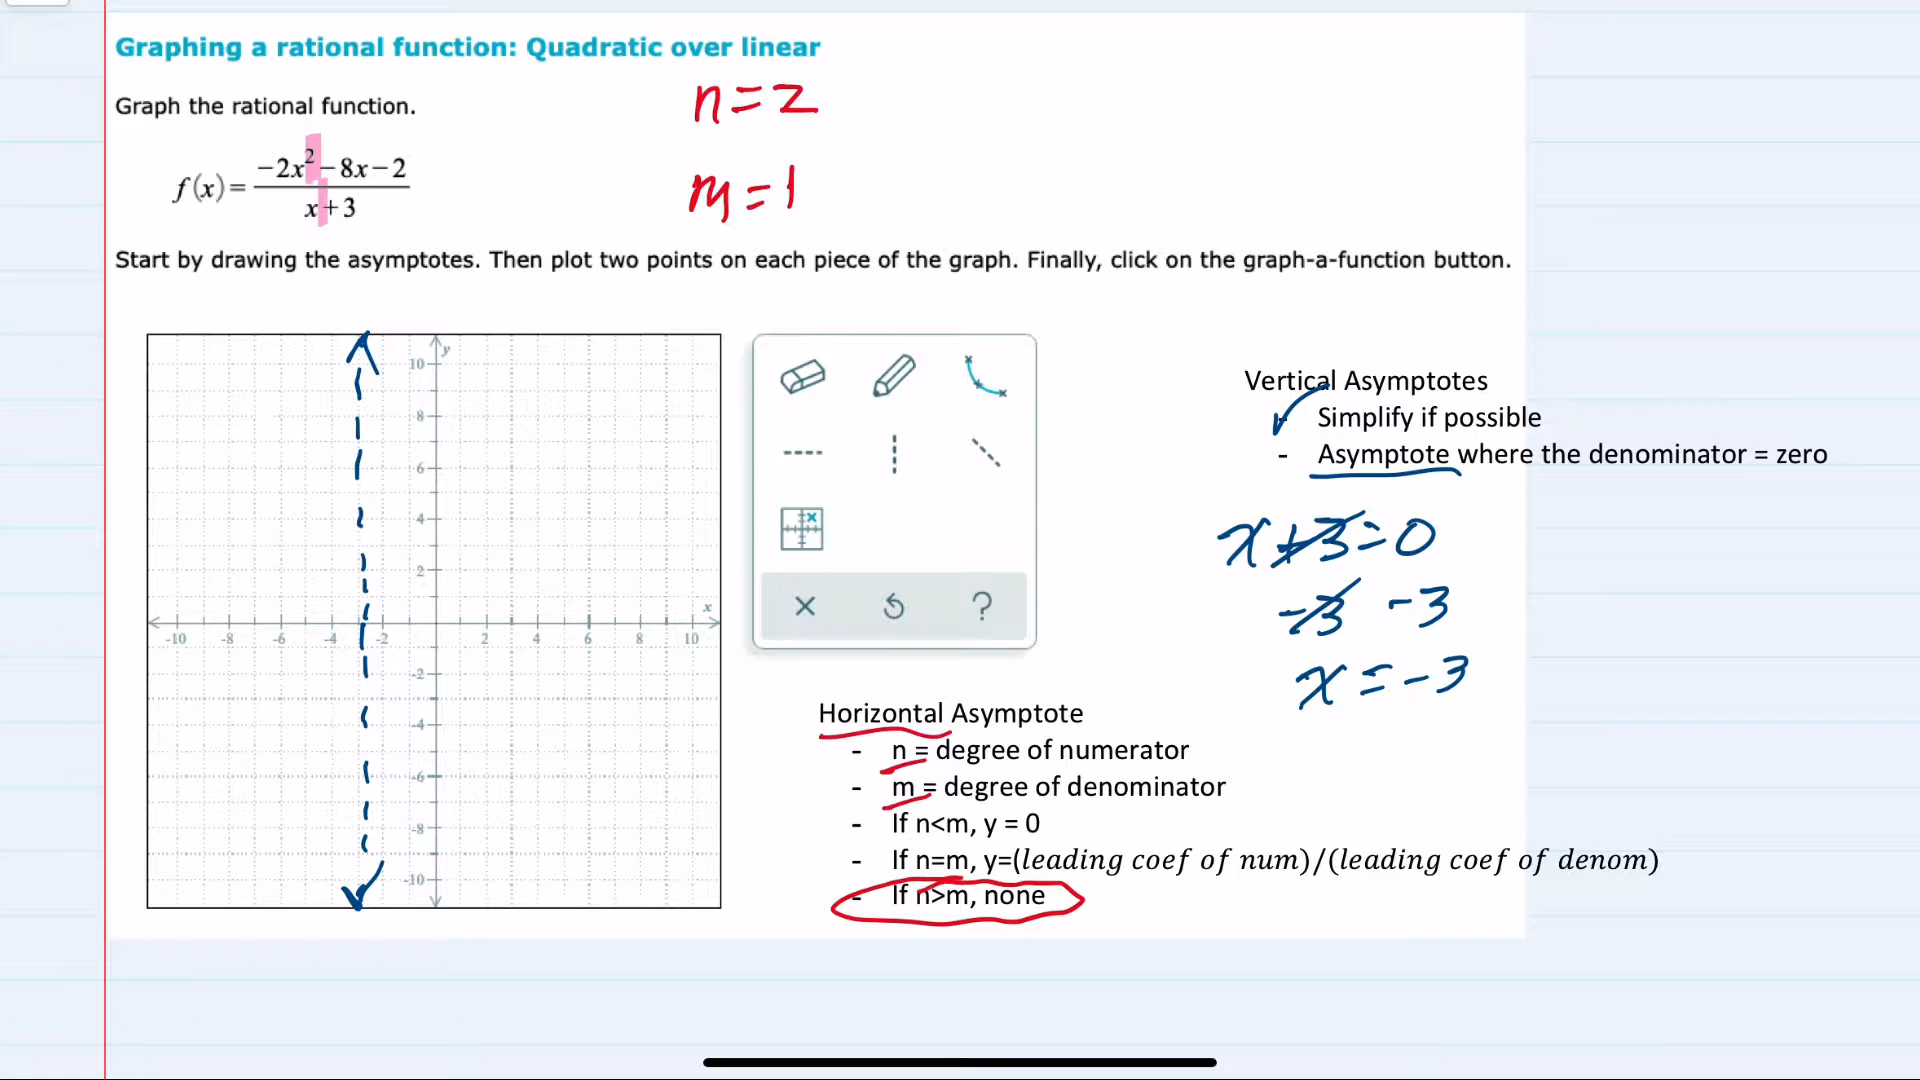 Graphing a rational function: Quadratic over linear
Graph the rational function.
n=2
f(x)= (-2x²-8x-2)/(x+3)
m=1
Start by drawing the asymptotes. Then plot two points on each piece of the graph. Finally, click on the graph-a-function button.
y
10
8
6
4
2
x
-10 -8 -6 -4 -2 2 4 6 8 10
-2
-4
-6
-8
-10
?
Vertical Asymptotes
- Simplify if possible
- Asymptote where the denominator = zero
x+3=0
-3 -3
x=-3
Horizontal Asymptote
- n = degree of numerator
- m = degree of denominator
- If n<m, y = 0
- If n=m, y=(leading coef of num)/(leading coef of denom)
- If n>m, none